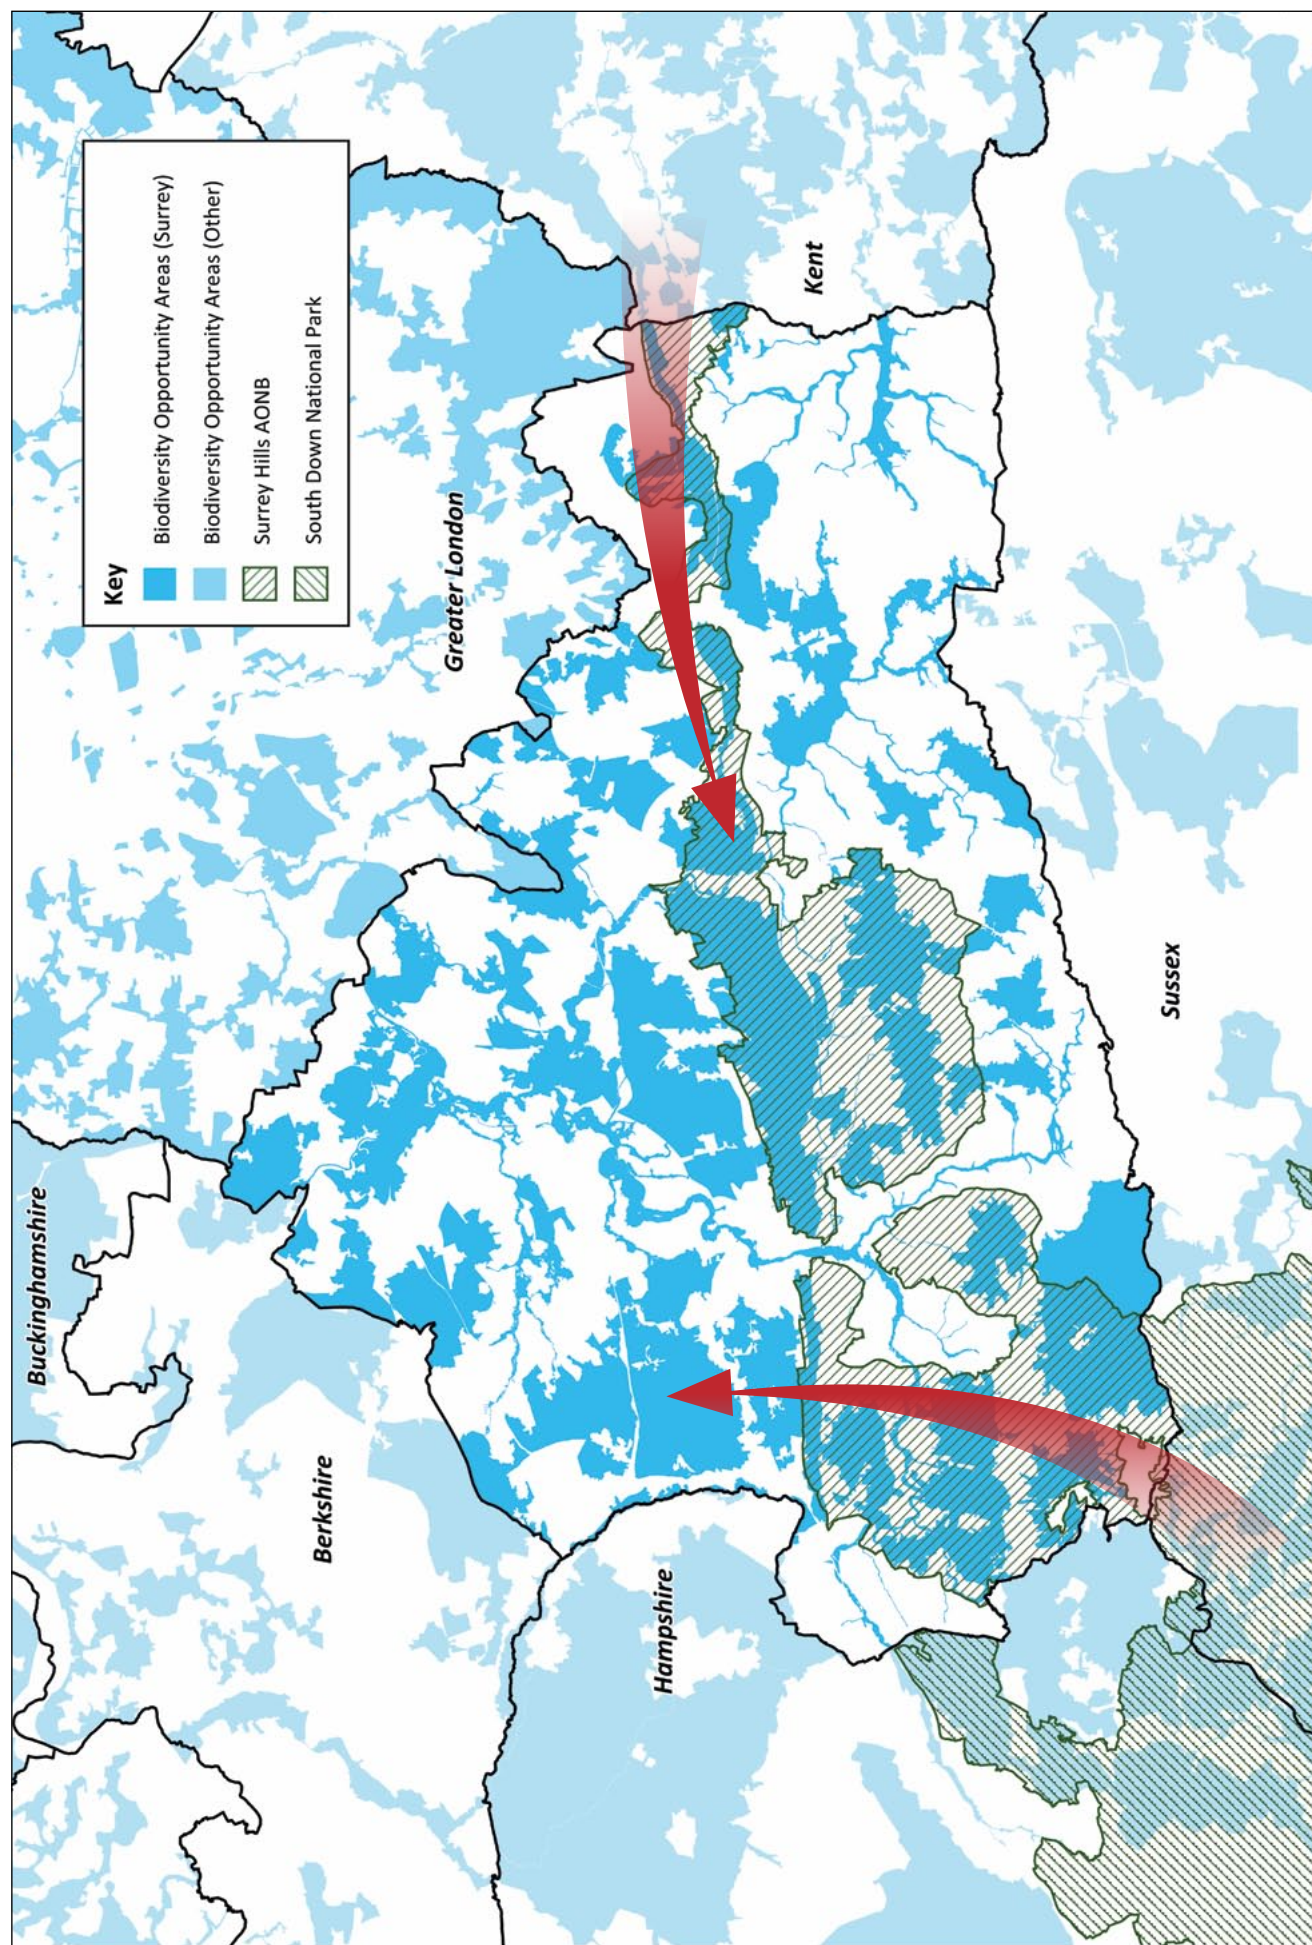 Key
Biodiversity Opportunity Areas (Surrey)
Biodiversity Opportunity Areas (Other)
Surrey Hills AONB
South Down National Park
Buckinghamshire
Berkshire
Greater London
Hampshire
Kent
Sussex